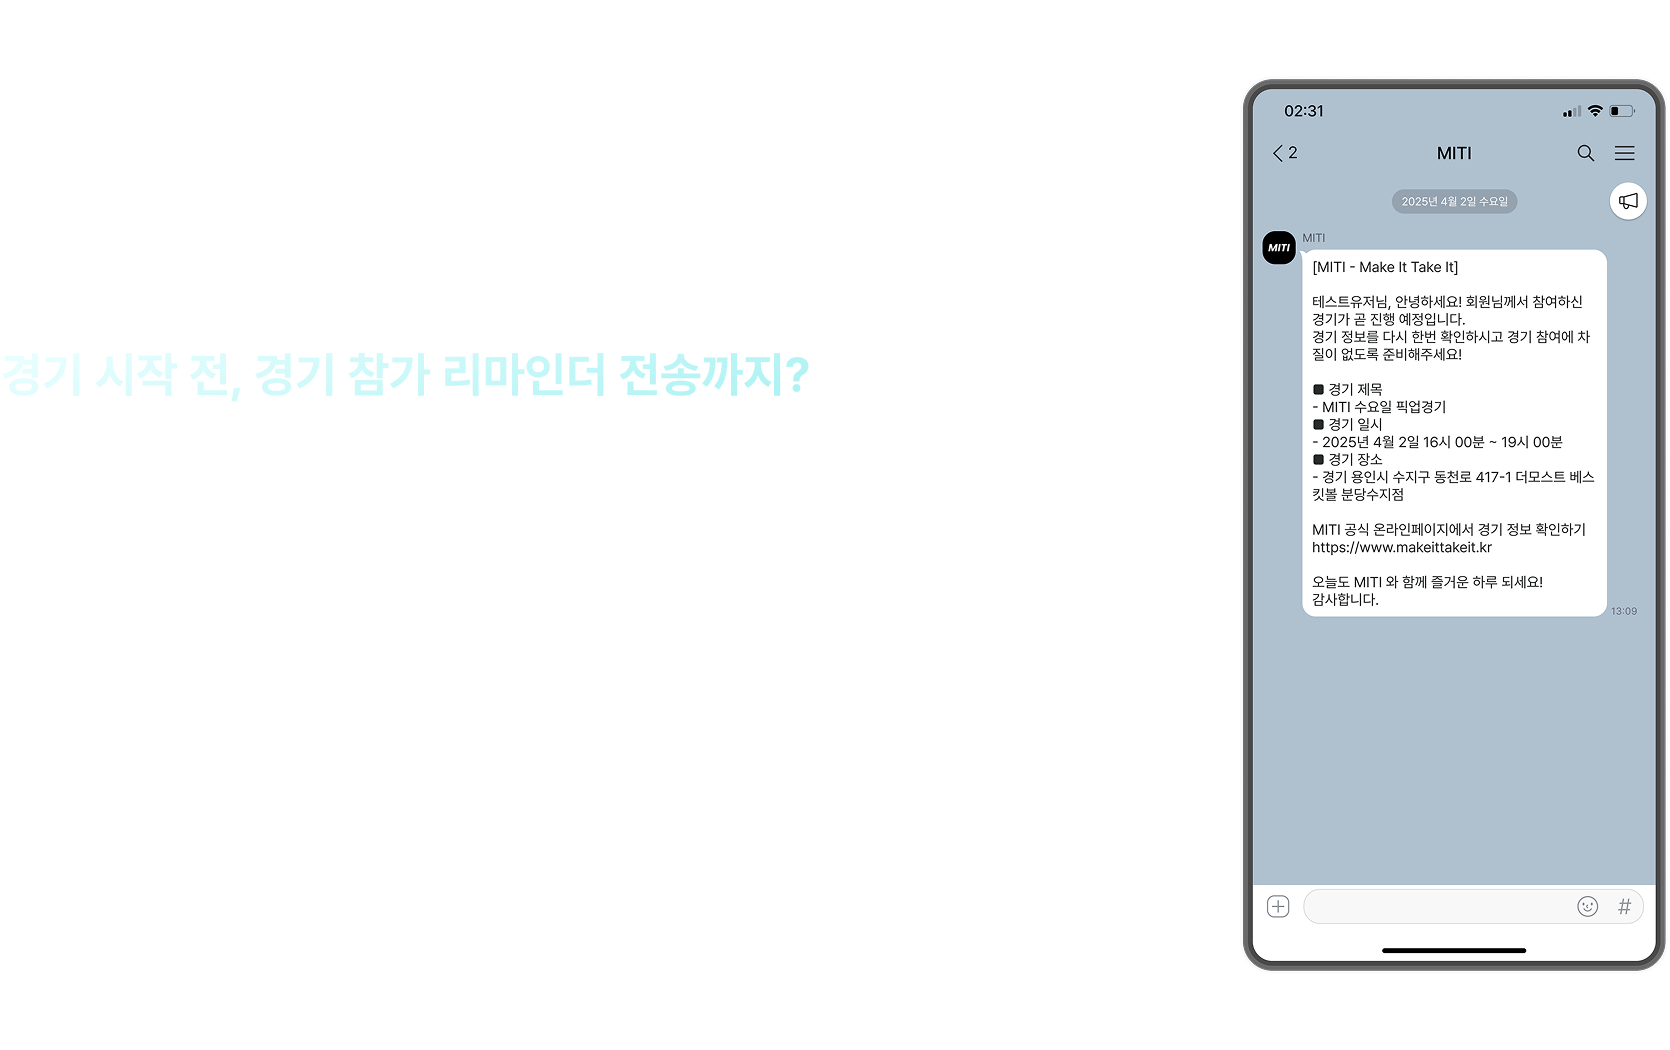 경기 시작 전, 경기 참가 리마인더 전송까지?
02:31
2
MITI
2025년 4월 2일 수요일
MITI
MITI
[MITI - Make It Take It]
테스트유저님, 안녕하세요! 회원님께서 참여하신
경기가 곧 진행 예정입니다.
경기 정보를 다시 한번 확인하시고 경기 참여에 차
질이 없도록 준비해주세요!
■ 경기 제목
- MITI 수요일 픽업경기
■ 경기 일시
- 2025년 4월 2일 16시 00분 ~ 19시 00분
■ 경기 장소
- 경기 용인시 수지구 동천로 417-1 더모스트 베스
킷볼 분당수지점
MITI 공식 온라인페이지에서 경기 정보 확인하기
https://www.makeittakeit.kr
오늘도 MITI 와 함께 즐거운 하루 되세요!
감사합니다.
13:09
#